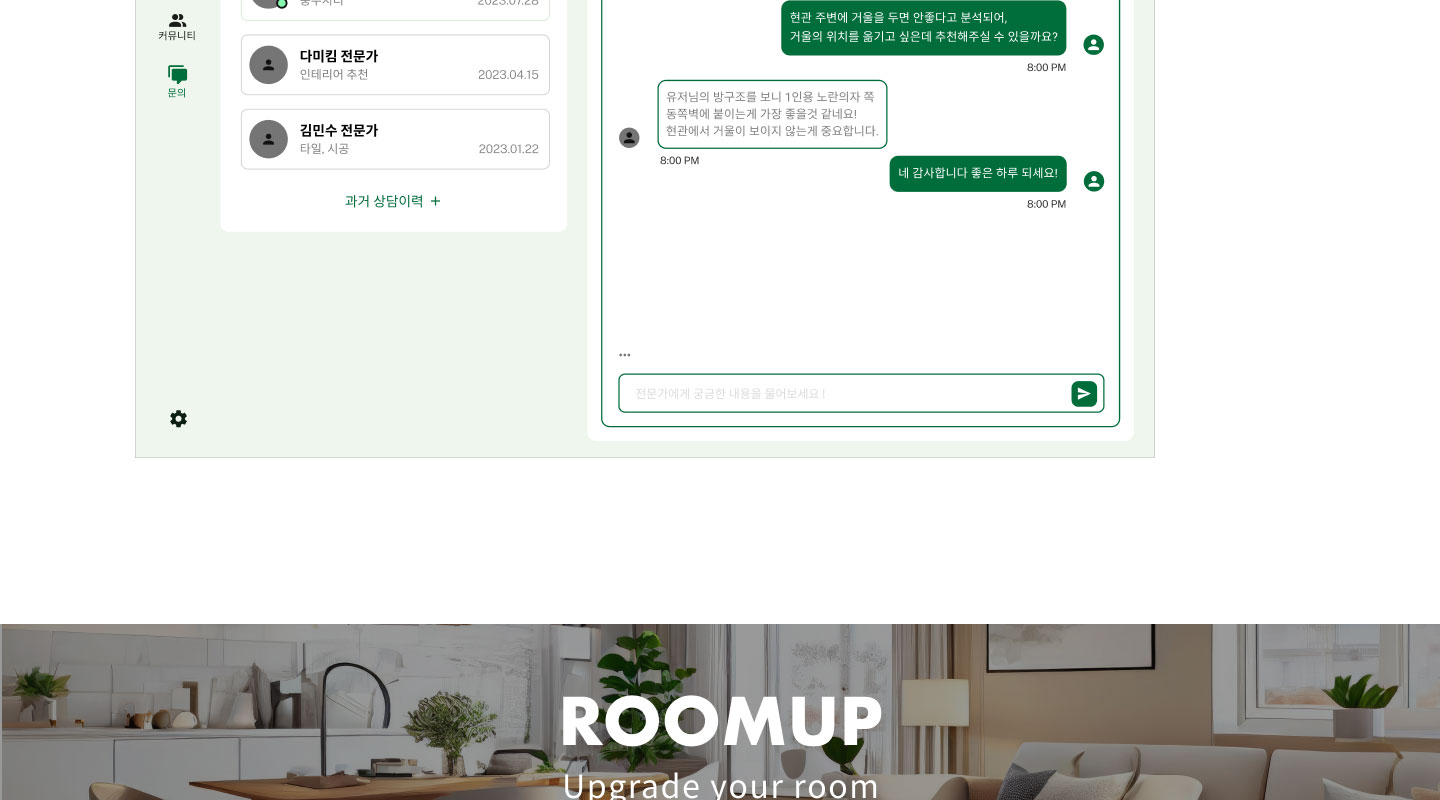 커뮤니티
문의
2023.07.28
다미킴 전문가
인테리어 추천
2023.04.15
김민수 전문가
타일, 시공
2023.01.22
과거 상담이력 +
현관 주변에 거울을 두면 안좋다고 분석되어,
거울의 위치를 옮기고 싶은데 추천해주실 수 있을까요?
8:00 PM
유저님의 방구조를 보니 1인용 노란의자 쪽
동쪽벽에 붙이는게 가장 좋을것 같네요!
현관에서 거울이 보이지 않는게 중요합니다.
8:00 PM
네 감사합니다 좋은 하루 되세요!
8:00 PM
...
전문가에게 궁금한 내용을 물어보세요 !
ROOMUP
Upgrade your room